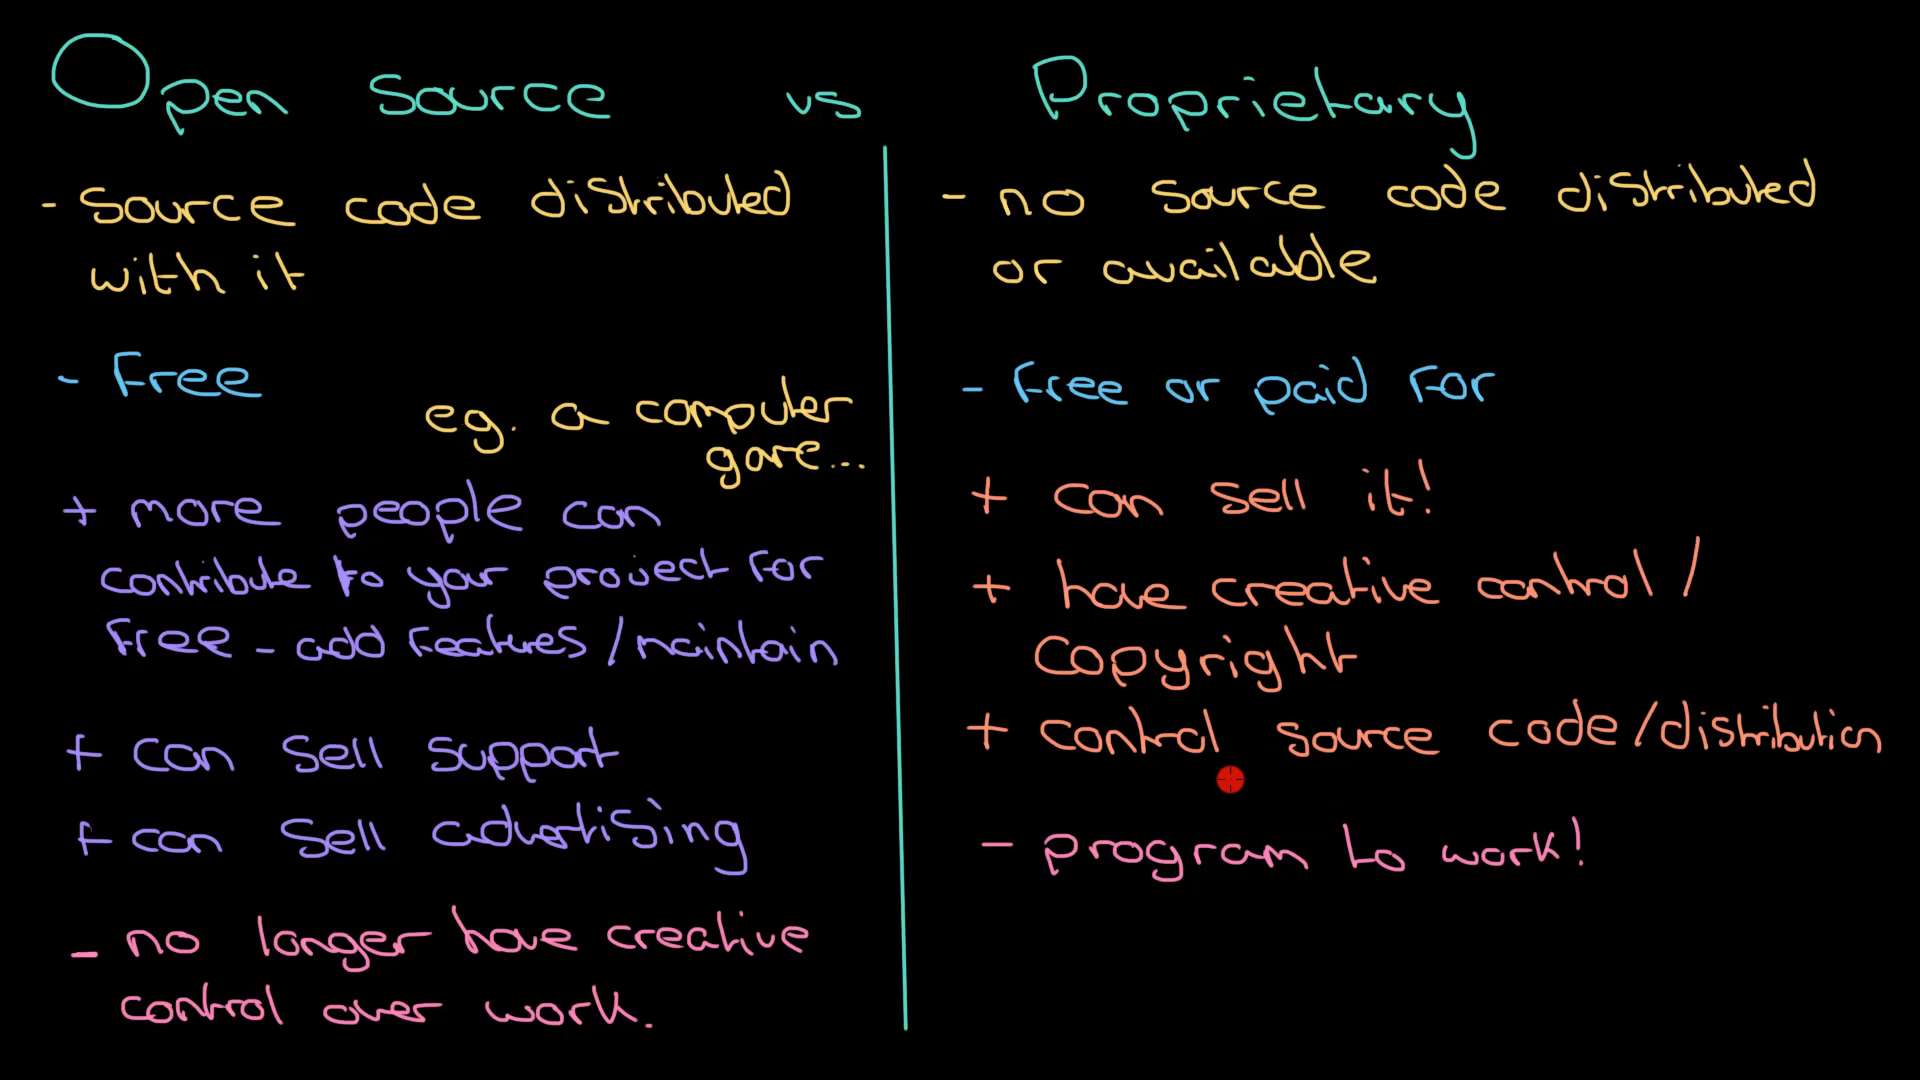 Open source vs Proprietary
- source code distributed
with it
- Free
eg. a computer
game...
+ more people can
contribute to your project for
free - add features/maintain
+ can sell support
+ can sell advertising
- no longer have creative
control over work.
- no source code distributed
or available
- Free or paid for
+ can sell it!
+ have creative control /
copyright
+ control source code/distribution
- program to work!